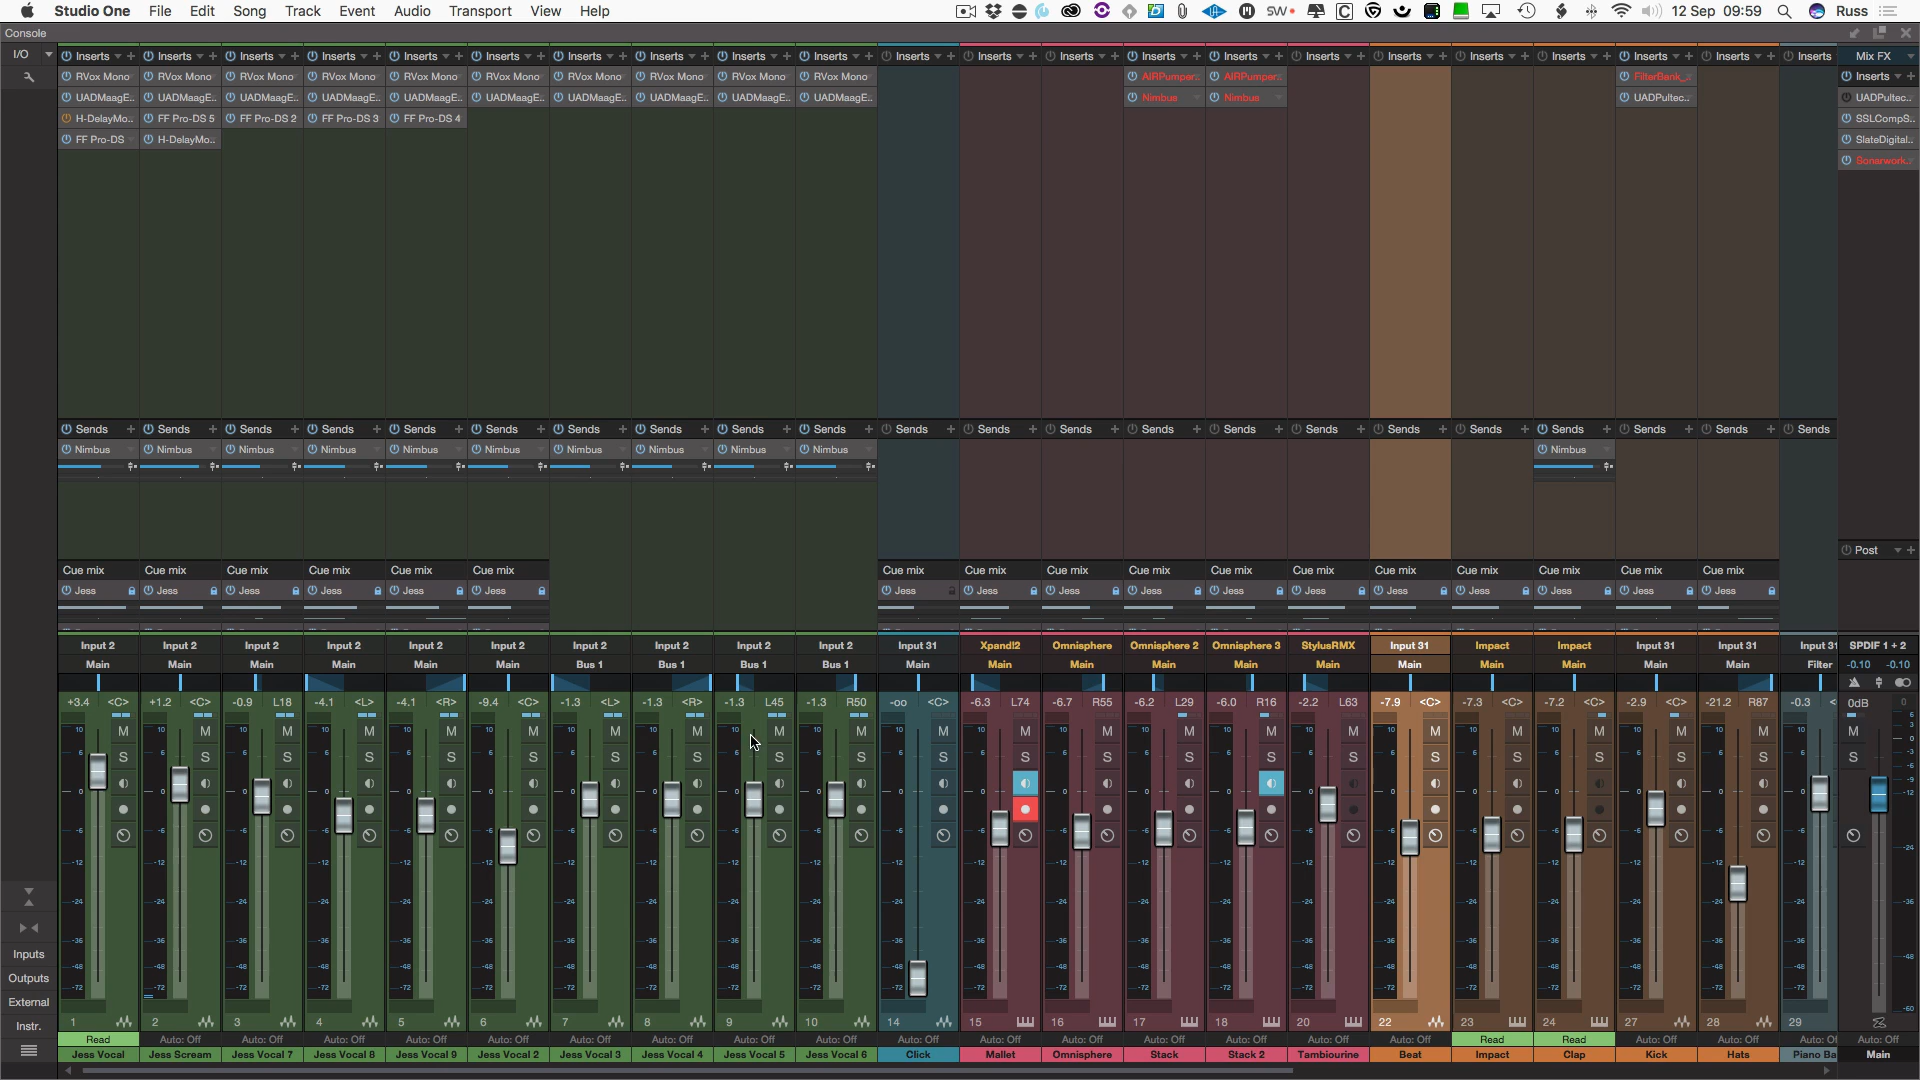 Studio One File Edit Song Track Event Audio Transport View Help SW 12 Sep 09:59 Russ
Console
I/O Inserts Inserts Inserts Inserts Inserts Inserts Inserts Inserts Inserts Inserts Inserts Inserts Inserts Inserts Inserts Inserts Inserts Inserts Inserts Inserts Inserts Inserts Mix FX
RVox Mono RVox Mono RVox Mono RVox Mono RVox Mono RVox Mono RVox Mono RVox Mono RVox Mono RVox Mono AIRPumper.. AIRPumper.. FilterBank_.. Inserts
UADMaagE.. UADMaagE.. UADMaagE.. UADMaagE.. UADMaagE.. UADMaagE.. UADMaagE.. UADMaagE.. UADMaagE.. UADMaagE.. Nimbus Nimbus UADPultec.. UADPultec..
H-DelayMo.. FF Pro-DS 5 FF Pro-DS 2 FF Pro-DS 3 FF Pro-DS 4 SSLCompS..
FF Pro-DS H-DelayMo.. SlateDigital..
Sonarwork..
Sends Sends Sends Sends Sends Sends Sends Sends Sends Sends Sends Sends Sends Sends Sends Sends Sends Sends Sends Sends Sends Sends
Nimbus Nimbus Nimbus Nimbus Nimbus Nimbus Nimbus Nimbus Nimbus Nimbus Nimbus
Post
Cue mix Cue mix Cue mix Cue mix Cue mix Cue mix Cue mix Cue mix Cue mix Cue mix Cue mix Cue mix Cue mix Cue mix Cue mix Cue mix Cue mix
Jess Jess Jess Jess Jess Jess Jess Jess Jess Jess Jess Jess Jess Jess Jess Jess Jess
Input 2 Input 2 Input 2 Input 2 Input 2 Input 2 Input 2 Input 2 Input 2 Input 2 Input 31 Xpand!2 Omnisphere Omnisphere 2 Omnisphere 3 StylusRMX Input 31 Impact Impact Input 31 Input 31 Input 31 SPDIF 1 + 2
Main Main Main Main Main Main Bus 1 Bus 1 Bus 1 Bus 1 Main Main Main Main Main Main Main Main Main Main Main Filter -0.10 -0.10
+3.4 <C> +1.2 <C> -0.9 L18 -4.1 <L> -4.1 <R> -9.4 <C> -1.3 <L> -1.3 <R> -1.3 L45 -1.3 R50 -oo <C> -6.3 L74 -6.7 R55 -6.2 L29 -6.0 R16 -2.2 L63 -7.9 <C> -7.3 <C> -7.2 <C> -2.9 <C> -21.2 R87 -0.3 < 0dB 0
10 M 10 M 10 M 10 M 10 M 10 M 10 M 10 M 10 M 10 M 10 M 10 M 10 M 10 M 10 M 10 M 10 M 10 M 10 M 10 M 10 M 10 M
6 S 6 S 6 S 6 S 6 S 6 S 6 S 6 S 6 S 6 S 6 S 6 S 6 S 6 S 6 S 6 S 6 S 6 S 6 S 6 S 6 S 6 S
0 0 0 0 0 0 0 0 0 0 0 0 0 0 0 0 0 0 0 0 0 0
-6 -6 -6 -6 -6 -6 -6 -6 -6 -6 -6 -6 -6 -6 -6 -6 -6 -6 -6 -6 -6 -6
-12 -12 -12 -12 -12 -12 -12 -12 -12 -12 -12 -12 -12 -12 -12 -12 -12 -12 -12 -12 -12 -12
-24 -24 -24 -24 -24 -24 -24 -24 -24 -24 -24 -24 -24 -24 -24 -24 -24 -24 -24 -24 -24 -24 -36
-36 -36 -36 -36 -36 -36 -36 -36 -36 -36 -36 -36 -36 -36 -36 -36 -36 -36 -36 -36 -36 -36
Inputs -48 -48 -48 -48 -48 -48 -48 -48 -48 -48 -48 -48 -48 -48 -48 -48 -48 -48 -48 -48 -48 -48 -48
Outputs -72 -72 -72 -72 -72 -72 -72 -72 -72 -72 -72 -72 -72 -72 -72 -72 -72 -72 -72 -72 -72 -72
External -60
Instr. 1 2 3 4 5 6 7 8 9 10 14 15 16 17 18 20 22 23 24 27 28 29
Read Auto: Off Auto: Off Auto: Off Auto: Off Auto: Off Auto: Off Auto: Off Auto: Off Auto: Off Auto: Off Auto: Off Auto: Off Auto: Off Auto: Off Auto: Off Auto: Off Read Read Auto: Off Auto: Off Auto: Of Auto: Off
Jess Vocal Jess Scream Jess Vocal 7 Jess Vocal 8 Jess Vocal 9 Jess Vocal 2 Jess Vocal 3 Jess Vocal 4 Jess Vocal 5 Jess Vocal 6 Click Mallet Omnisphere Stack Stack 2 Tambiourine Beat Impact Clap Kick Hats Piano Ba Main